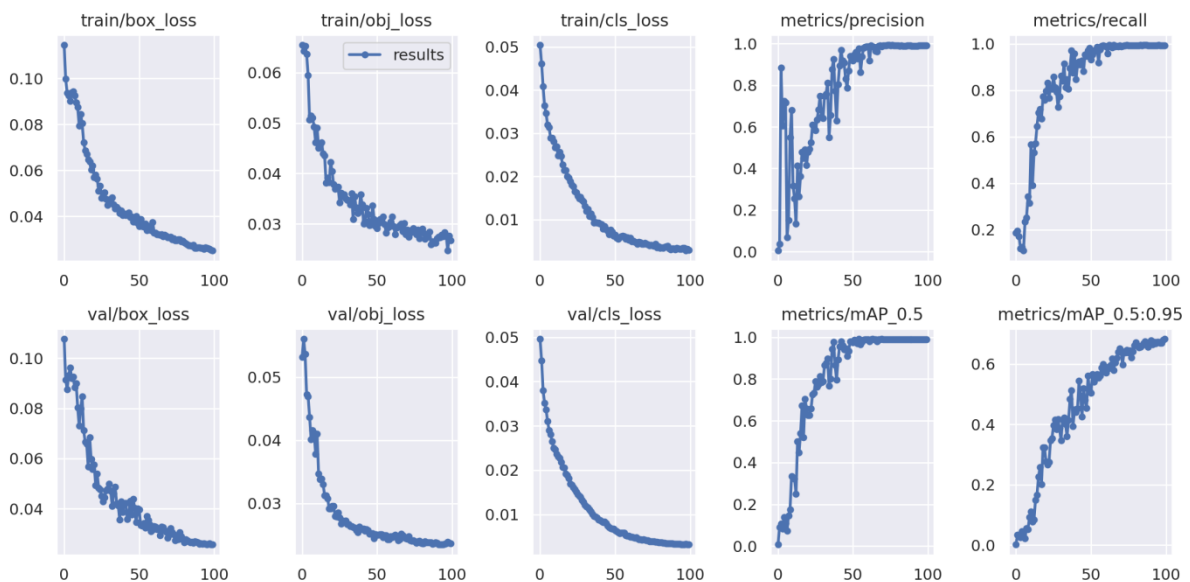 train/box_loss
train/obj_loss
train/cls_loss
metrics/precision
metrics/recall
results
0.10
0.08
0.06
0.04
0 50 100
0.06
0.05
0.04
0.03
0 50 100
0.05
0.04
0.03
0.02
0.01
0 50 100
1.0
0.8
0.6
0.4
0.2
0.0
0 50 100
1.0
0.8
0.6
0.4
0.2
0 50 100
val/box_loss
val/obj_loss
val/cls_loss
metrics/mAP_0.5
metrics/mAP_0.5:0.95
0.10
0.08
0.06
0.04
0 50 100
0.05
0.04
0.03
0 50 100
0.05
0.04
0.03
0.02
0.01
0 50 100
1.0
0.8
0.6
0.4
0.2
0.0
0 50 100
0.6
0.4
0.2
0.0
0 50 100